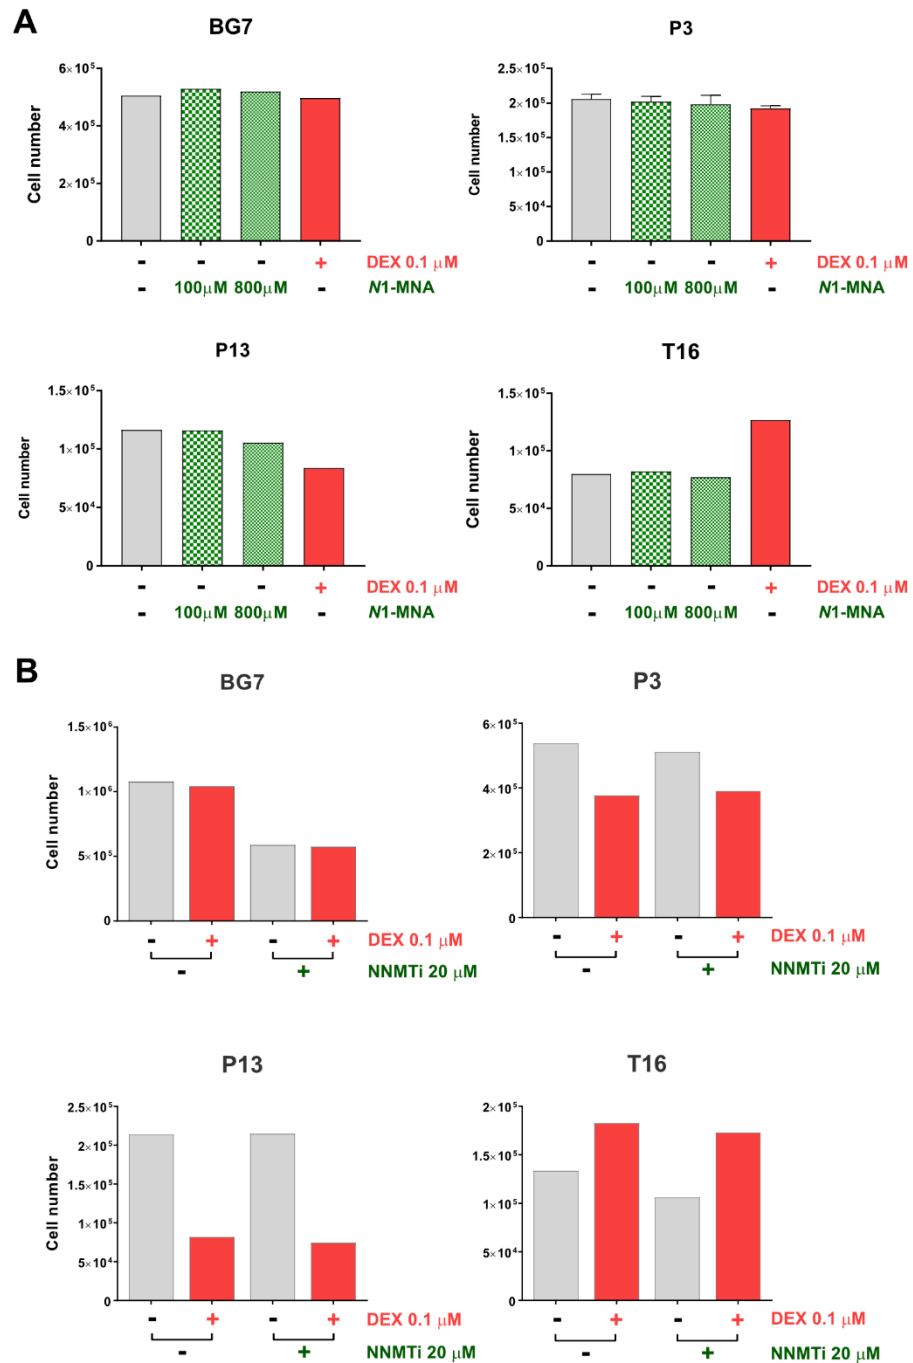 A
BG7
Cell number
6×10⁵
4×10⁵
2×10⁵
0
- - - + DEX 0.1 μM
- 100μM 800μM - N1-MNA
P3
Cell number
2.5×10⁵
2×10⁵
1.5×10⁵
1×10⁵
5×10⁴
0
- - - + DEX 0.1 μM
- 100μM 800μM - N1-MNA
P13
Cell number
1.5×10⁵
1×10⁵
5×10⁴
0
- - - + DEX 0.1 μM
- 100μM 800μM - N1-MNA
T16
Cell number
1.5×10⁵
1×10⁵
5×10⁴
0
- - - + DEX 0.1 μM
- 100μM 800μM - N1-MNA
B
BG7
Cell number
1.5×10⁶
1×10⁶
5×10⁵
0
- + - + DEX 0.1 μM
- + NNMTi 20 μM
P3
6×10⁵
4×10⁵
2×10⁵
0
- + - + DEX 0.1 μM
- + NNMTi 20 μM
P13
Cell number
2.5×10⁵
2×10⁵
1.5×10⁵
1×10⁵
5×10⁴
0
- + - + DEX 0.1 μM
- + NNMTi 20 μM
T16
2×10⁵
1.5×10⁵
1×10⁵
5×10⁴
0
- + - + DEX 0.1 μM
- + NNMTi 20 μM